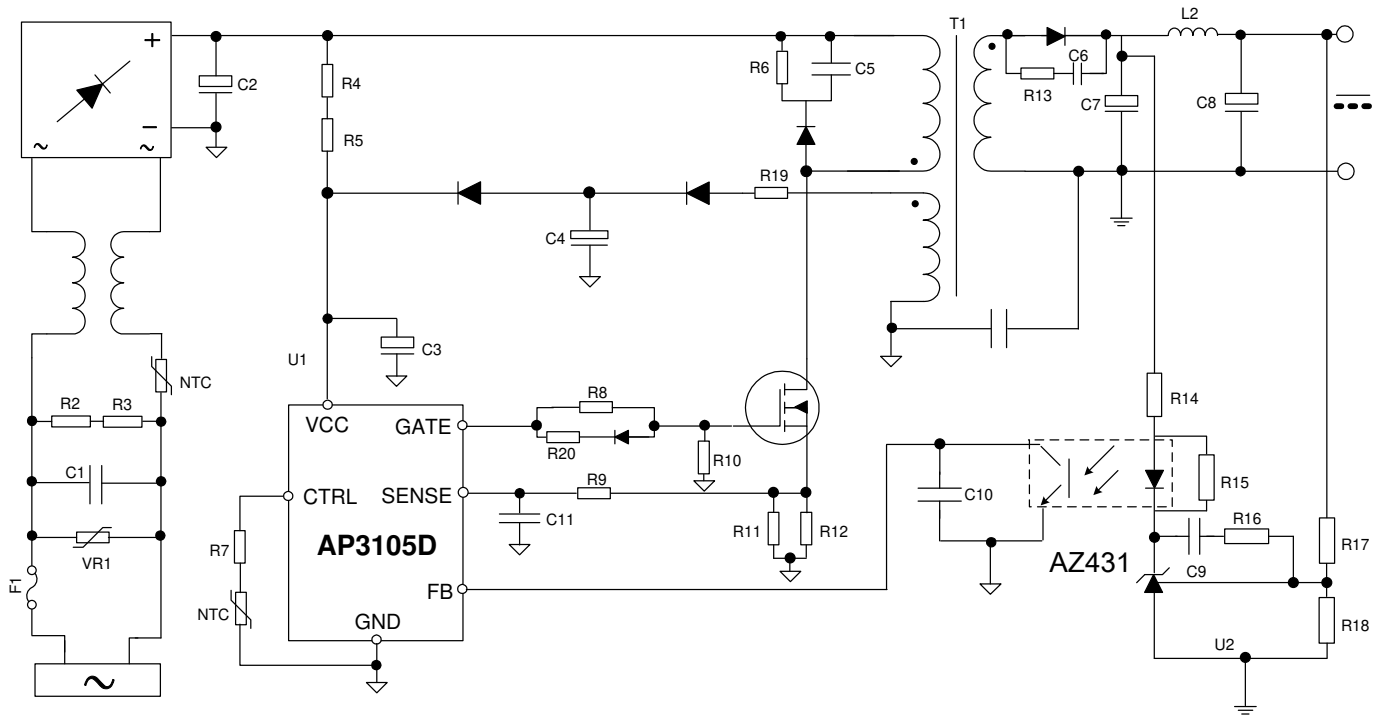 T1
L2
+
R6
C5
C6
R4
C2
R13
C7
C8
−
~
~
R5
R19
C4
U1
C3
NTC
R14
R2
R3
VCC
GATE
R8
R20
R10
C1
CTRL
SENSE
R9
C10
R15
C11
R11
R12
R16
AP3105D
R7
VR1
R17
AZ431
C9
F1
FB
NTC
GND
R18
U2
~